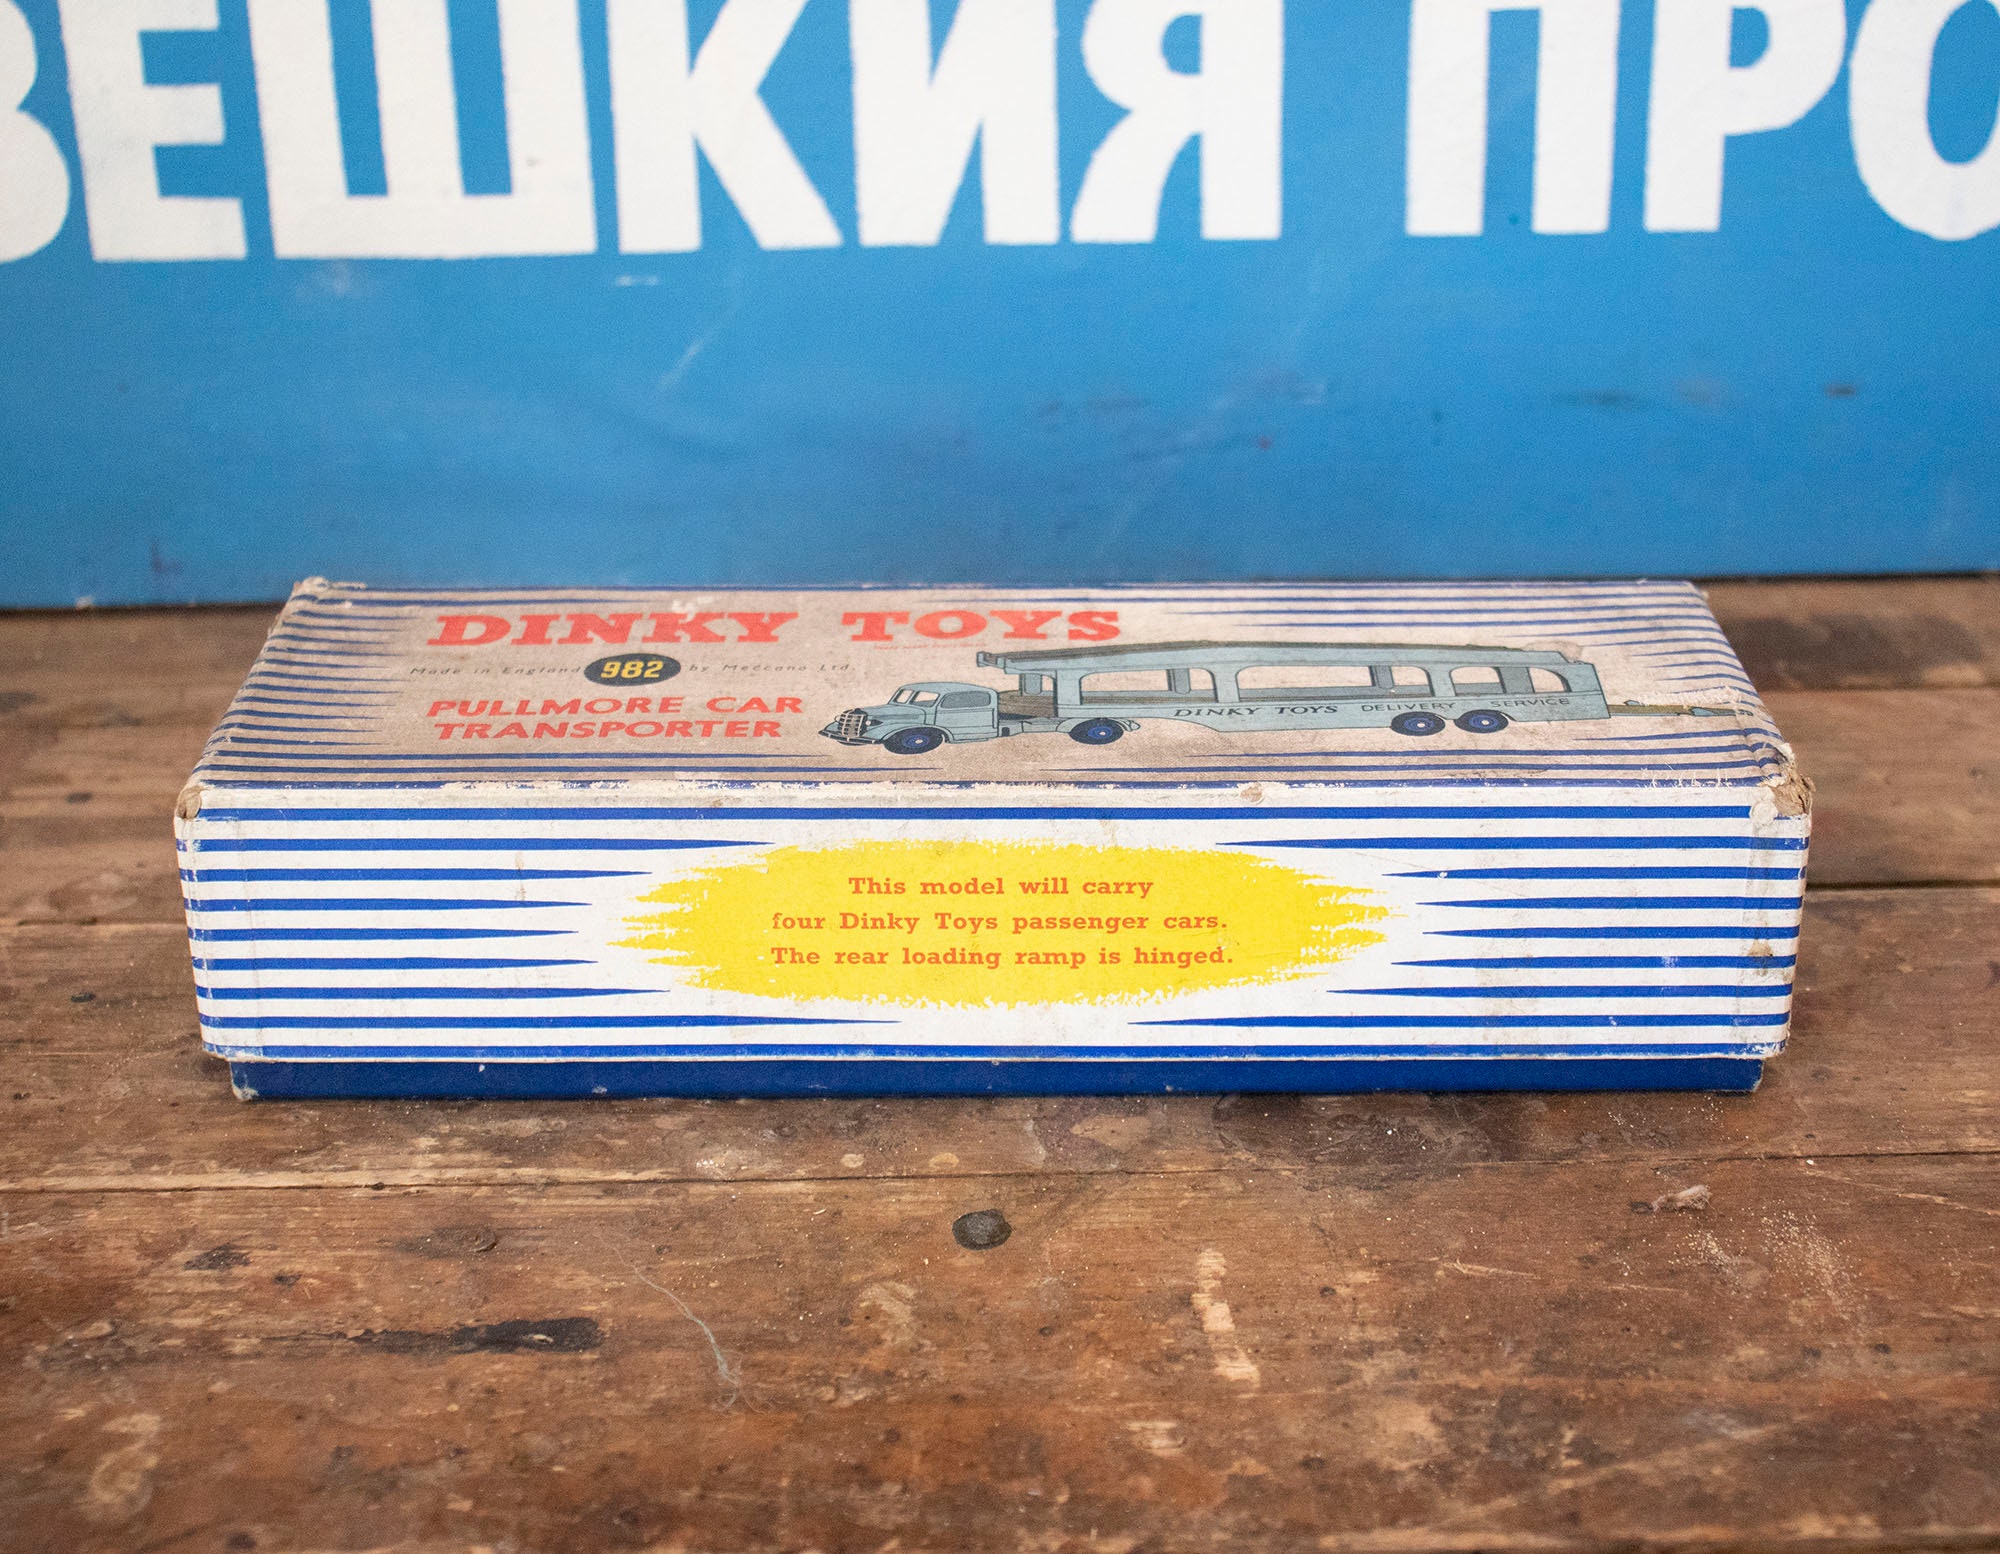 ВЕШКИЯ ПРО
DINKY TOYS
Made in England 982 by Meccano Ltd.
PULLMORE CAR
TRANSPORTER
DINKY TOYS DELIVERY SERVICE
This model will carry
four Dinky Toys passenger cars.
The rear loading ramp is hinged.